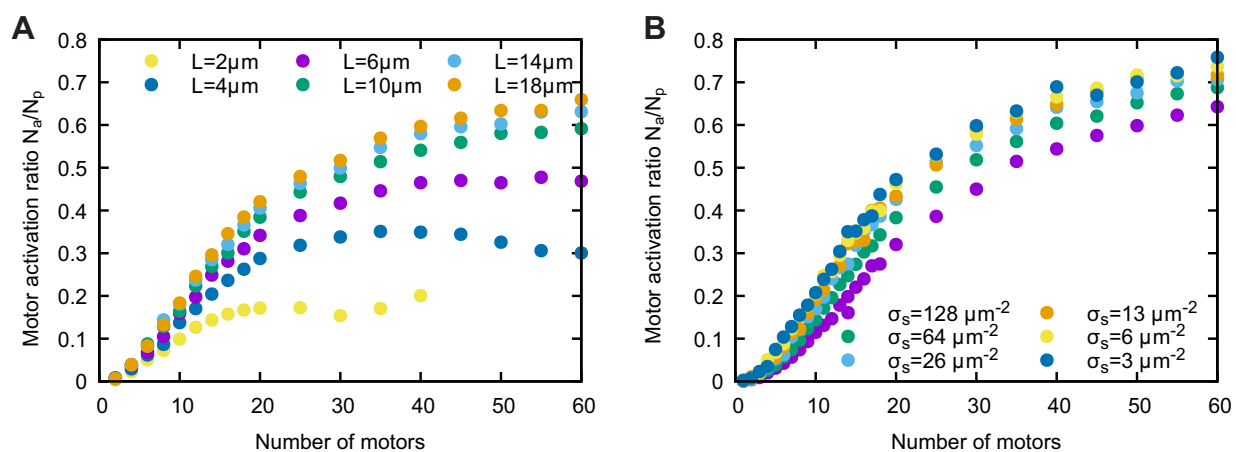 A
Motor activation ratio Na/Np
0.8
0.7
0.6
0.5
0.4
0.3
0.2
0.1
0
L=2μm L=6μm L=14μm
L=4μm L=10μm L=18μm
0 10 20 30 40 50 60
Number of motors
B
Motor activation ratio Na/Np
0.8
0.7
0.6
0.5
0.4
0.3
0.2
0.1
0
σs=128 μm-2 σs=13 μm-2
σs=64 μm-2 σs=6 μm-2
σs=26 μm-2 σs=3 μm-2
0 10 20 30 40 50 60
Number of motors